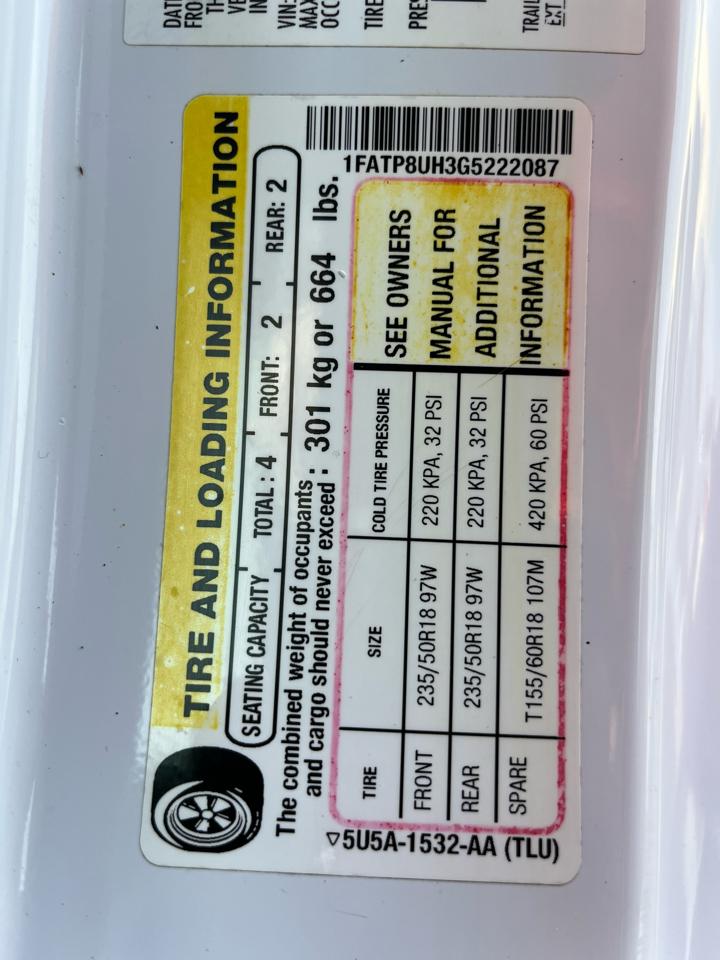 TIRE AND LOADING INFORMATION
SEATING CAPACITY TOTAL: 4 FRONT: 2 REAR: 2
The combined weight of occupants
and cargo should never exceed : 301 kg or 664 lbs.
1FATP8UH3G5222087
TIRE SIZE COLD TIRE PRESSURE
FRONT 235/50R18 97W 220 KPA, 32 PSI
REAR 235/50R18 97W 220 KPA, 32 PSI
SPARE T155/60R18 107M 420 KPA, 60 PSI
SEE OWNERS
MANUAL FOR
ADDITIONAL
INFORMATION
5U5A-1532-AA (TLU)
VIN:
TIRE